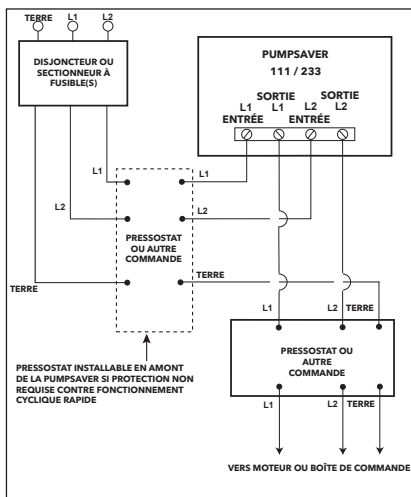 TERRE L1 L2
DISJONCTEUR OU
SECTIONNEUR À
FUSIBLE(S)
PUMPSAVER
111 / 233
L1
ENTRÉE
SORTIE
L1
L2
ENTRÉE
SORTIE
L2
L1
L2
TERRE
L1
L2
TERRE
PRESSOSTAT
OU AUTRE
COMMANDE
PRESSOSTAT INSTALLABLE EN AMONT
DE LA PUMPSAVER SI PROTECTION NON
REQUISE CONTRE FONCTIONNEMENT
CYCLIQUE RAPIDE
L1 L2 TERRE
PRESSOSTAT OU
AUTRE
COMMANDE
L1 L2 TERRE
VERS MOTEUR OU BOÎTE DE COMMANDE